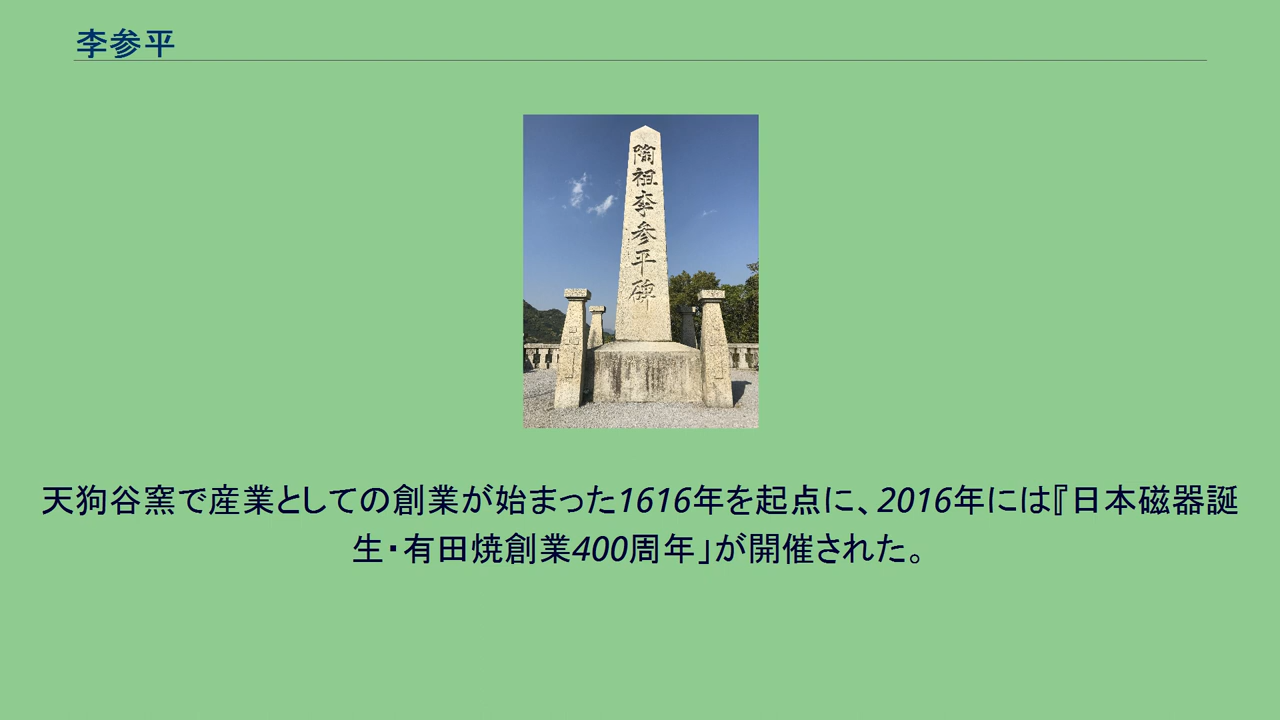 李参平
陶祖李参平碑
天狗谷窯で産業としての創業が始まった1616年を起点に、2016年には『日本磁器誕
生・有田焼創業400周年」が開催された。